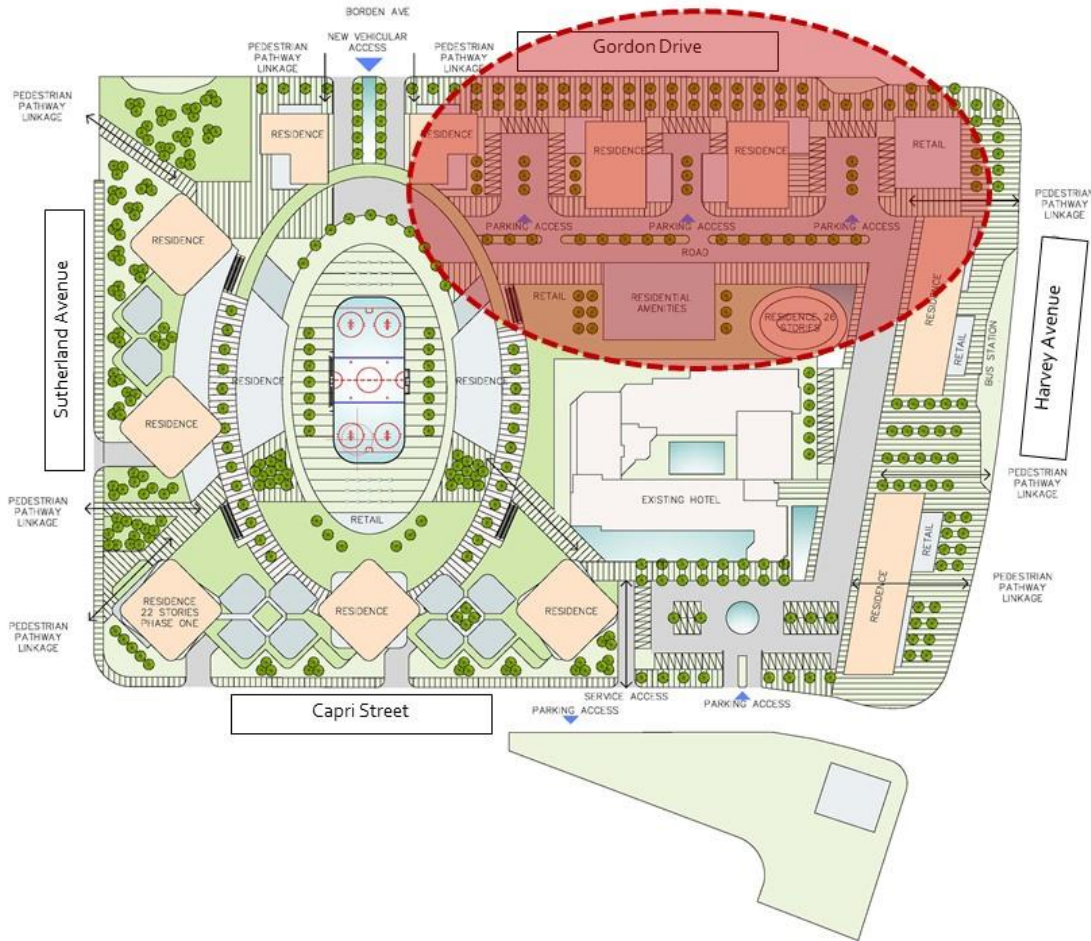 BORDEN AVE
NEW VEHICULAR
ACCESS
PEDESTRIAN
PATHWAY
LINKAGE
PEDESTRIAN
PATHWAY
LINKAGE
Gordon Drive
PEDESTRIAN
PATHWAY
LINKAGE
RESIDENCE
RESIDENCE
RESIDENCE
RESIDENCE
RETAIL
PEDESTRIAN
PATHWAY
LINKAGE
PARKING ACCESS
PARKING ACCESS
PARKING ACCESS
ROAD
RESIDENCE
Sutherland Avenue
RETAIL
RESIDENTIAL
AMENITIES
RESIDENCE 26
STORIES
RESIDENCE
RETAIL
BUS STATION
Harvey Avenue
RESIDENCE
RESIDENCE
RESIDENCE
PEDESTRIAN
PATHWAY
LINKAGE
EXISTING HOTEL
PEDESTRIAN
PATHWAY
LINKAGE
RETAIL
RETAIL
RESIDENCE
PEDESTRIAN
PATHWAY
LINKAGE
RESIDENCE
22 STORIES
PHASE ONE
RESIDENCE
RESIDENCE
PEDESTRIAN
PATHWAY
LINKAGE
Capri Street
SERVICE ACCESS
PARKING ACCESS
PARKING ACCESS